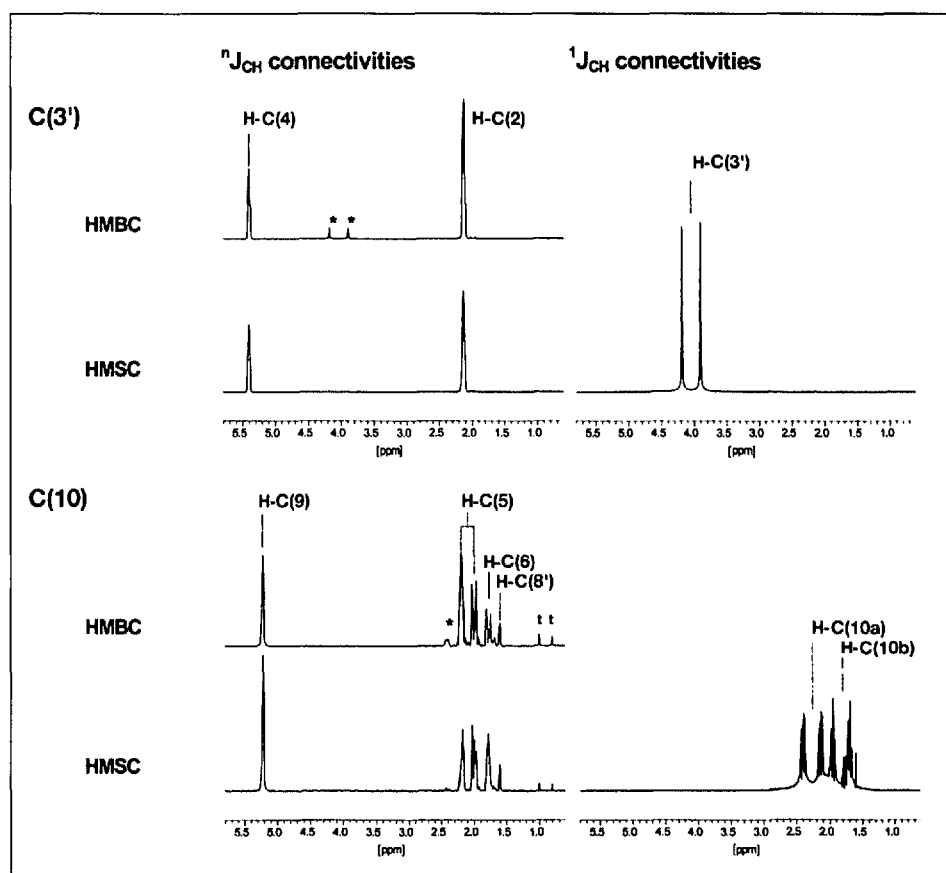 ⁿJ_CH connectivities ¹J_CH connectivities
C(3')
H-C(4) H-C(2) H-C(3')
HMBC * *
HMSC
5.5 5.0 4.5 4.0 3.5 3.0 2.5 2.0 1.5 1.0 5.5 5.0 4.5 4.0 3.5 3.0 2.5 2.0 1.5 1.0
[ppm] [ppm]
C(10)
H-C(9) H-C(5)
H-C(6)
H-C(8')
HMBC * t t
H-C(10a)
H-C(10b)
HMSC
5.5 5.0 4.5 4.0 3.5 3.0 2.5 2.0 1.5 1.0 5.5 5.0 4.5 4.0 3.5 3.0 2.5 2.0 1.5 1.0
[ppm] [ppm]